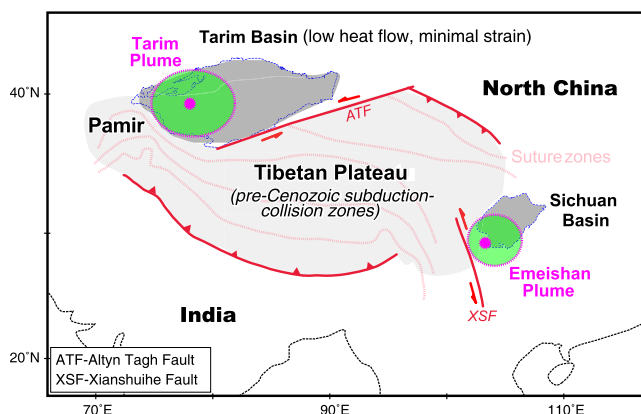 Tarim Basin (low heat flow, minimal strain)
Tarim
Plume
North China
40°N
ATF
Pamir
Suture zones
Tibetan Plateau
(pre-Cenozoic subduction-
collision zones)
Sichuan
Basin
Emeishan
Plume
XSF
India
20°N
ATF-Altyn Tagh Fault
XSF-Xianshuihe Fault
70°E
90°E
110°E